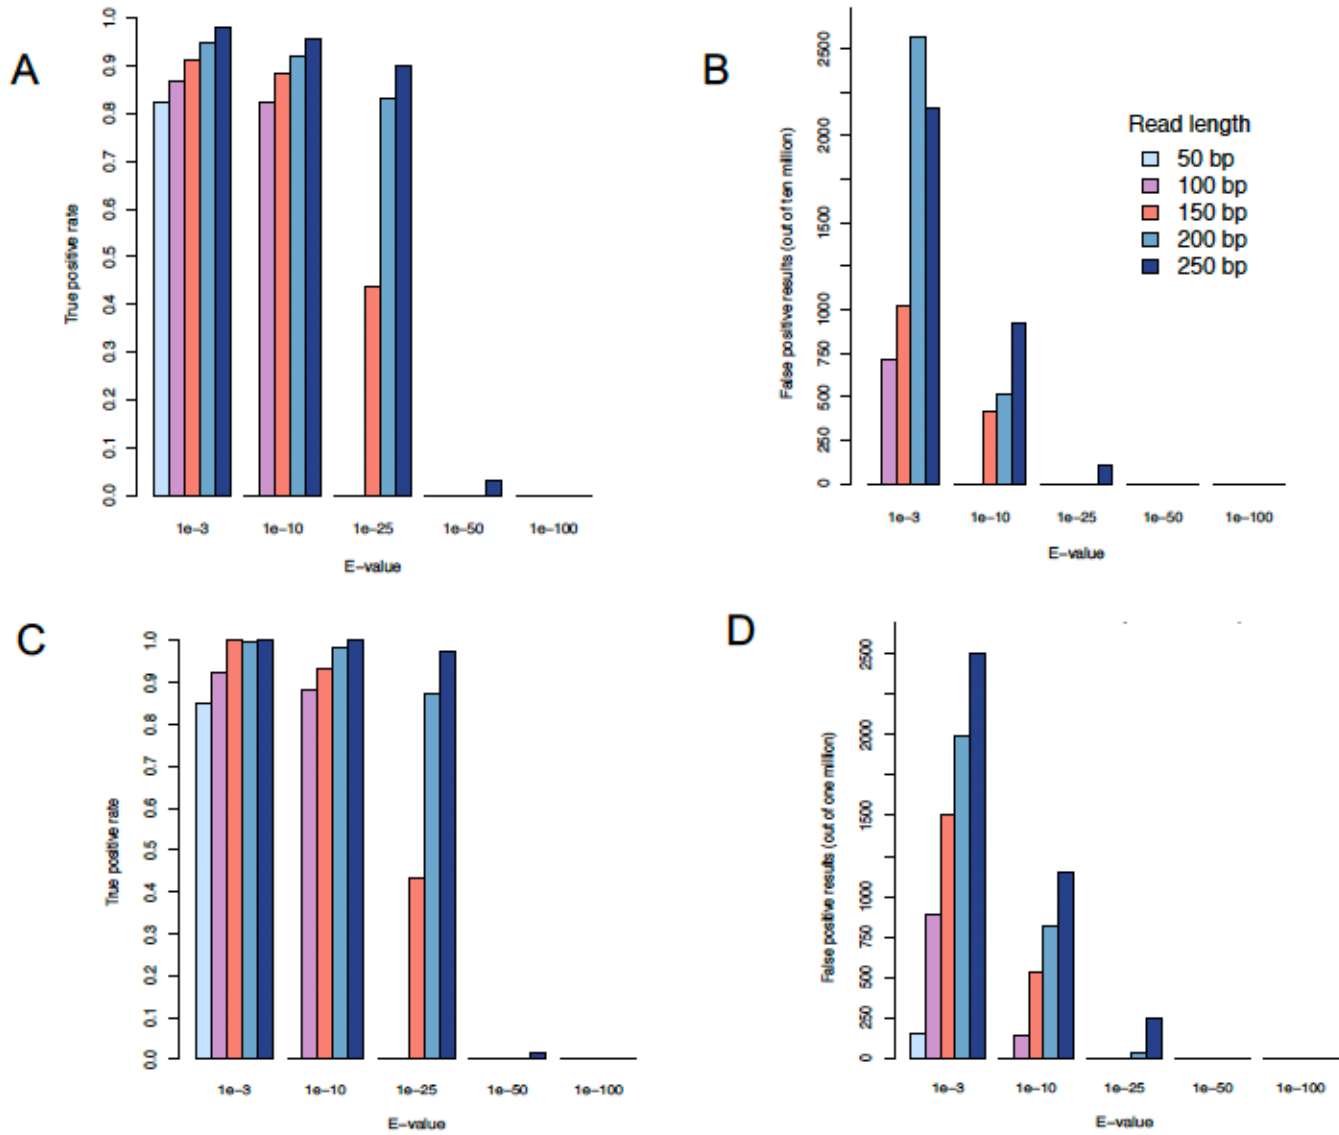 A
True positive rate
1.0
0.9
0.8
0.7
0.6
0.5
0.4
0.3
0.2
0.1
0.0
1e-3 1e-10 1e-25 1e-50 1e-100
E-value
B
False positive results (out of ten million)
2500
2000
1500
1000
750
500
250
0
1e-3 1e-10 1e-25 1e-50 1e-100
E-value
Read length
50 bp
100 bp
150 bp
200 bp
250 bp
C
True positive rate
1.0
0.9
0.8
0.7
0.6
0.5
0.4
0.3
0.2
0.1
0.0
1e-3 1e-10 1e-25 1e-50 1e-100
E-value
D
False positive results (out of one million)
2500
2000
1500
1000
750
500
250
0
1e-3 1e-10 1e-25 1e-50 1e-100
E-value